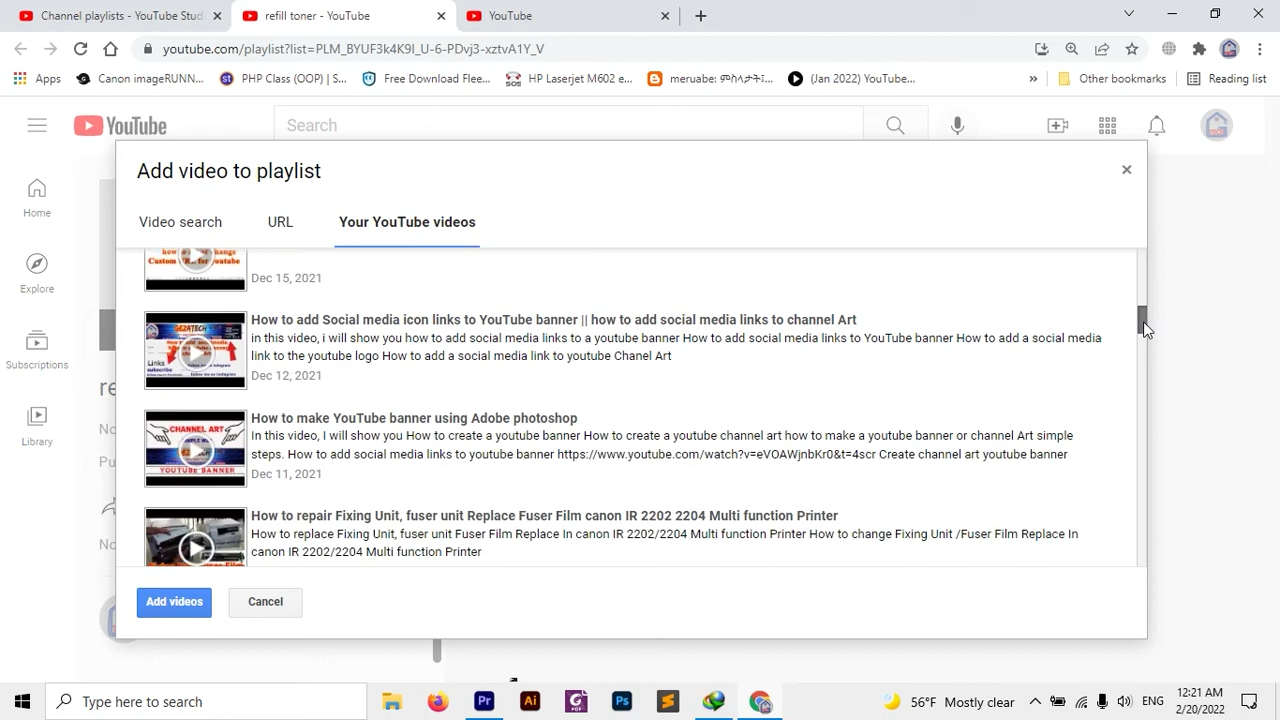 Channel playlists - YouTube Stud
refill toner - YouTube
YouTube
youtube.com/playlist?list=PLM_BYUF3k4K9I_U-6-PDvj3-xztvA1Y_V
Apps
Canon imageRUNN...
PHP Class (OOP) | S...
Free Download Flee...
HP Laserjet M602 e...
meruabe: ምስላሳት...
(Jan 2022) YouTube...
»
Other bookmarks
Reading list
YouTube
Search
Add video to playlist
Video search
URL
Your YouTube videos
Home
Explore
Subscriptions
Library
Dec 15, 2021
How to add Social media icon links to YouTube banner || how to add social media links to channel Art
in this video, i will show you how to add social media links to a youtube banner How to add social media links to YouTube banner How to add a social media
link to the youtube logo How to add a social media link to youtube Chanel Art
Dec 12, 2021
CHANNEL ART
YOUTUBE BANNER
How to make YouTube banner using Adobe photoshop
In this video, I will show you How to create a youtube banner How to create a youtube channel art how to make a youtube banner or channel Art simple
steps. How to add social media links to youtube banner https://www.youtube.com/watch?v=eVOAWjnbKr0&t=4scr Create channel art youtube banner
Dec 11, 2021
How to repair Fixing Unit, fuser unit Replace Fuser Film canon IR 2202 2204 Multi function Printer
How to replace Fixing Unit, fuser unit Fuser Film Replace In canon IR 2202/2204 Multi function Printer How to change Fixing Unit /Fuser Film Replace In
canon IR 2202/2204 Multi function Printer
Add videos
Cancel
Type here to search
56°F Mostly clear
ENG
12:21 AM
2/20/2022